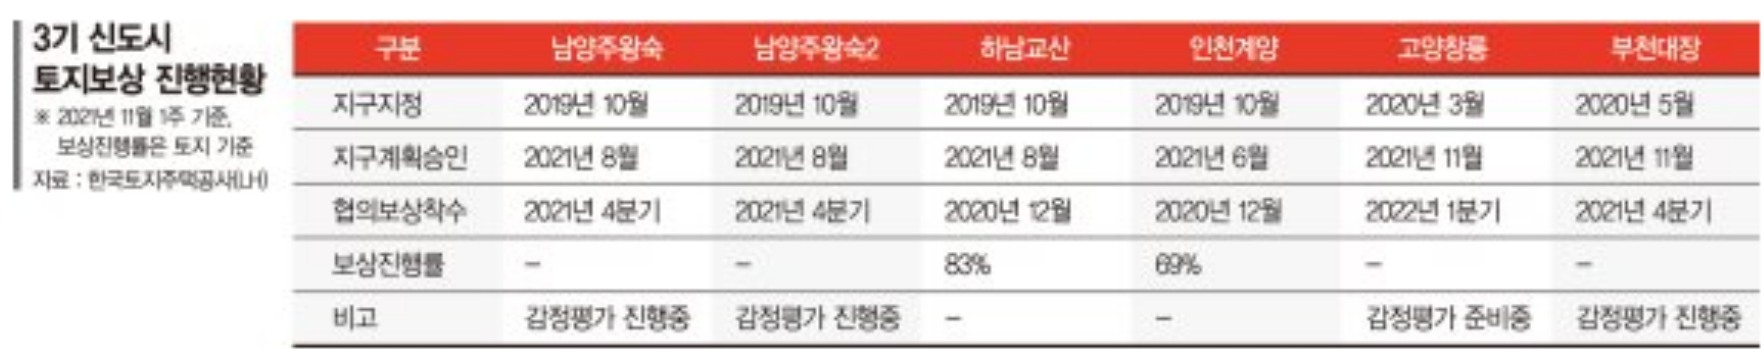 3기 신도시
토지보상 진행현황
※ 2021년 11월 1주 기준,
보상진행률은 토지 기준
자료 : 한국토지주택공사(LH)
구분 남양주왕숙 남양주왕숙2 하남교산 인천계양 고양창릉 부천대장
지구지정 2019년 10월 2019년 10월 2019년 10월 2019년 10월 2020년 3월 2020년 5월
지구계획승인 2021년 8월 2021년 8월 2021년 8월 2021년 6월 2021년 11월 2021년 11월
협의보상착수 2021년 4분기 2021년 4분기 2020년 12월 2020년 12월 2022년 1분기 2021년 4분기
보상진행률 – – 83% 69% – –
비고 감정평가 진행중 감정평가 진행중 – – 감정평가 준비중 감정평가 진행중